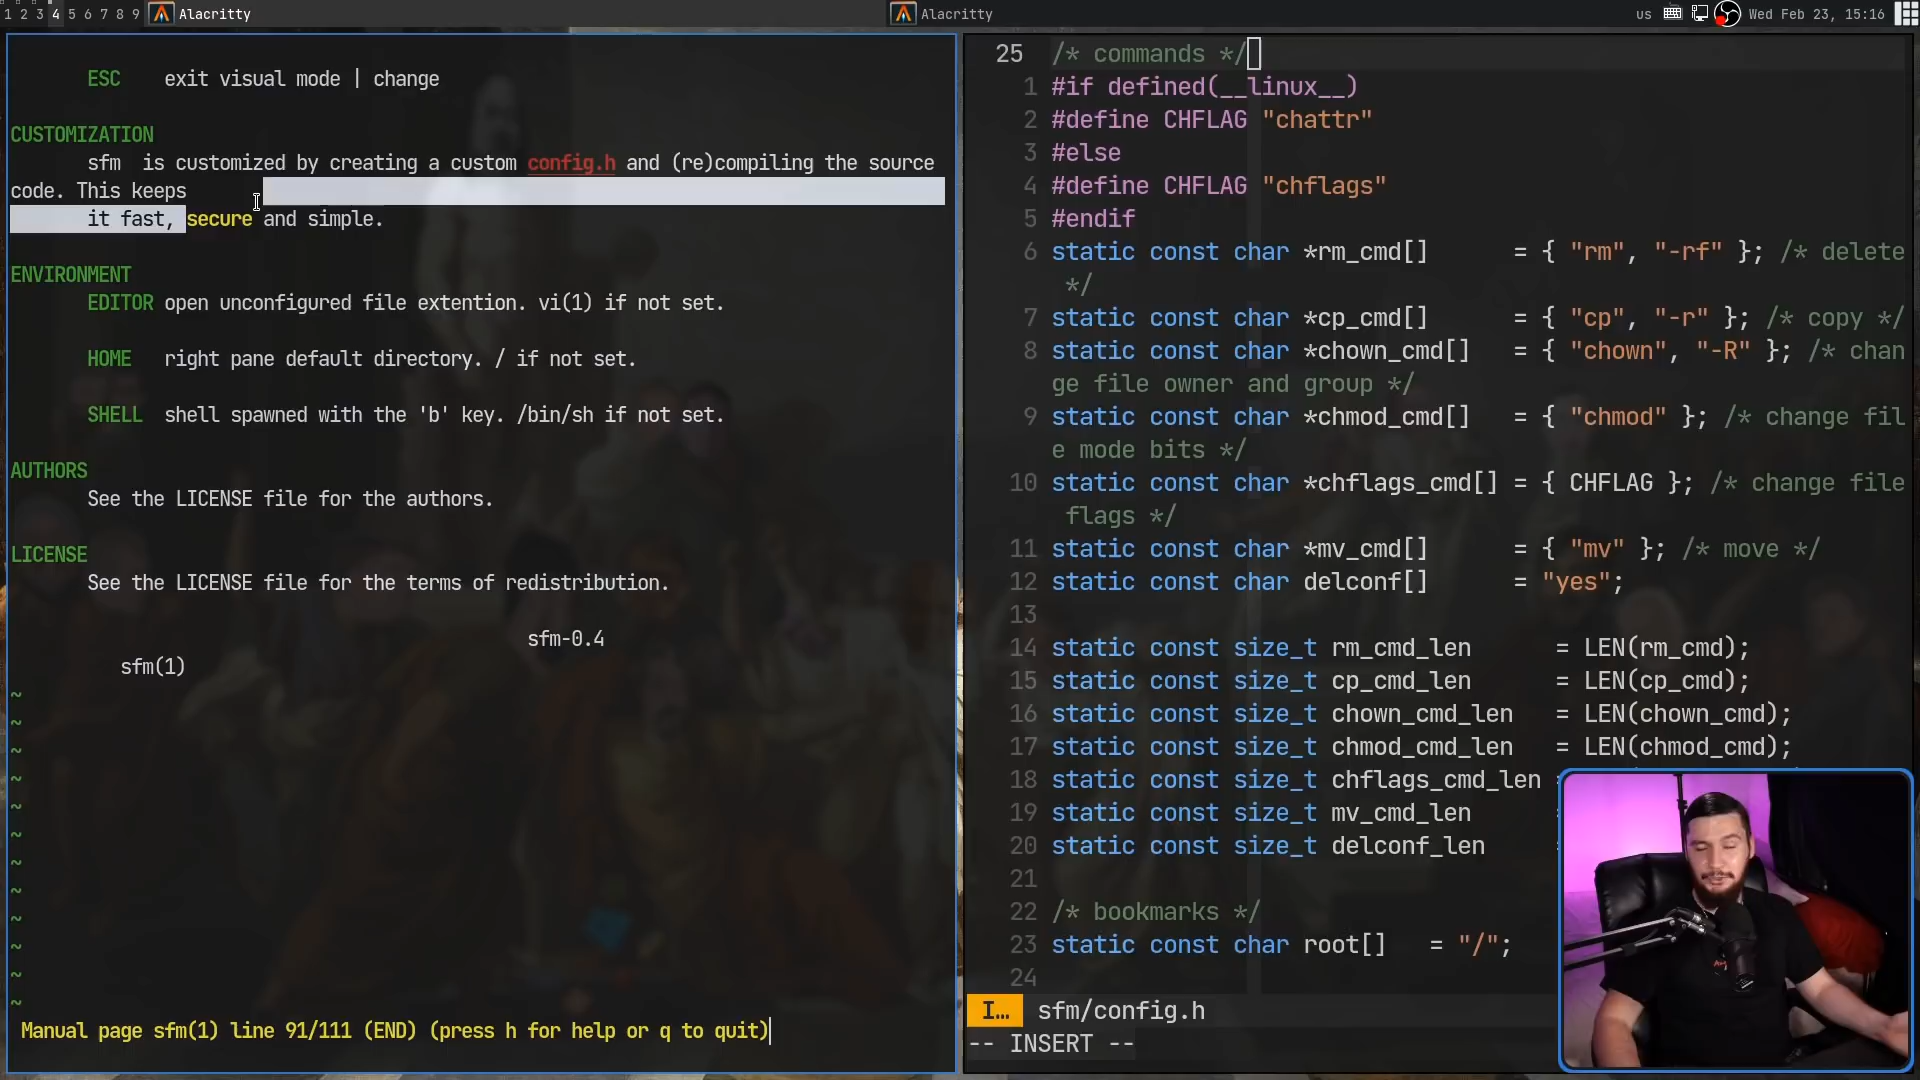 1 2 3 4 5 6 7 8 9 Alacritty
Alacritty
us Wed Feb 23, 15:16
ESC exit visual mode | change
CUSTOMIZATION
sfm is customized by creating a custom config.h and (re)compiling the source
code. This keeps
it fast, secure and simple.
ENVIRONMENT
EDITOR open unconfigured file extention. vi(1) if not set.
HOME right pane default directory. / if not set.
SHELL shell spawned with the 'b' key. /bin/sh if not set.
AUTHORS
See the LICENSE file for the authors.
LICENSE
See the LICENSE file for the terms of redistribution.
sfm-0.4
sfm(1)
~
~
~
~
~
~
~
~
~
~
~
~
Manual page sfm(1) line 91/111 (END) (press h for help or q to quit)
25 /* commands */
1 #if defined(__linux__)
2 #define CHFLAG "chattr"
3 #else
4 #define CHFLAG "chflags"
5 #endif
6 static const char *rm_cmd[] = { "rm", "-rf" }; /* delete
*/
7 static const char *cp_cmd[] = { "cp", "-r" }; /* copy */
8 static const char *chown_cmd[] = { "chown", "-R" }; /* chan
ge file owner and group */
9 static const char *chmod_cmd[] = { "chmod" }; /* change fil
e mode bits */
10 static const char *chflags_cmd[] = { CHFLAG }; /* change file
flags */
11 static const char *mv_cmd[] = { "mv" }; /* move */
12 static const char delconf[] = "yes";
13
14 static const size_t rm_cmd_len = LEN(rm_cmd);
15 static const size_t cp_cmd_len = LEN(cp_cmd);
16 static const size_t chown_cmd_len = LEN(chown_cmd);
17 static const size_t chmod_cmd_len = LEN(chmod_cmd);
18 static const size_t chflags_cmd_len
19 static const size_t mv_cmd_len
20 static const size_t delconf_len
21
22 /* bookmarks */
23 static const char root[] = "/";
24
I… sfm/config.h
-- INSERT --